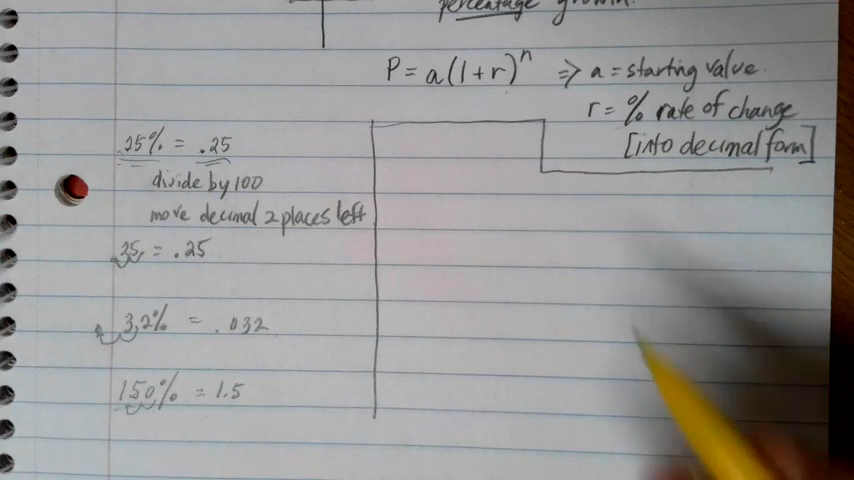 percentage growth.
P = a(1+r)^n => a = starting value.
r = % rate of change
[into decimal form]
25% = .25
divide by 100
move decimal 2 places left
25. = .25
3.2% = .032
150% = 1.5